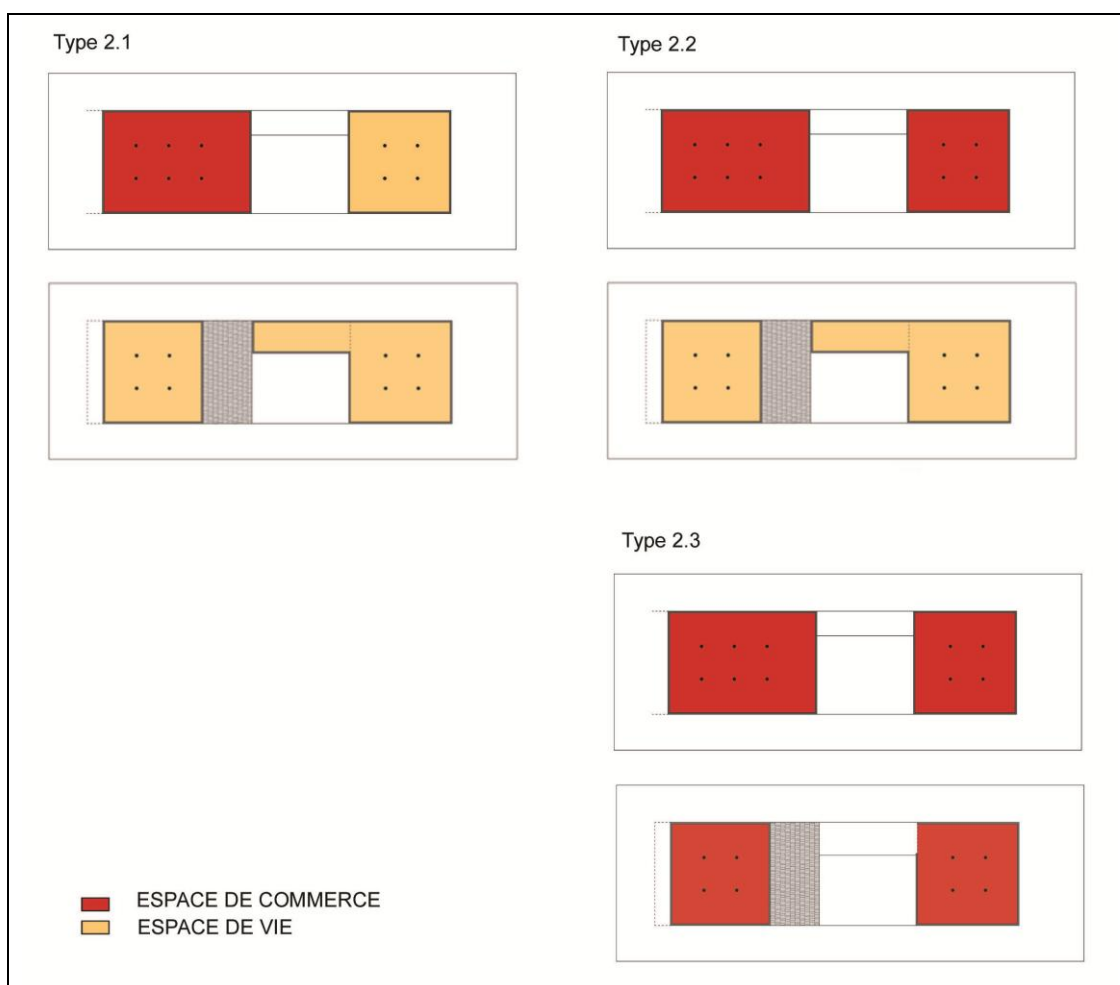 Type 2.1
Type 2.2
Type 2.3
ESPACE DE COMMERCE
ESPACE DE VIE